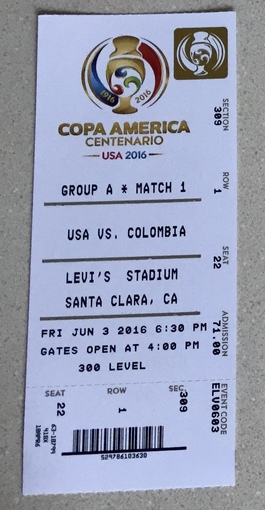 1916 2016
COPA AMERICA
CENTENARIO
USA 2016
GROUP A * MATCH 1
USA VS. COLOMBIA
LEVI'S STADIUM
SANTA CLARA, CA
FRI JUN 3 2016 6:30 PM
GATES OPEN AT 4:00 PM
300 LEVEL
SECTION
309
ROW
1
SEAT
22
ADMISSION
71.00
EVENT CODE
ELV0603
SEAT
22
ROW
1
SEC
309
529786103630